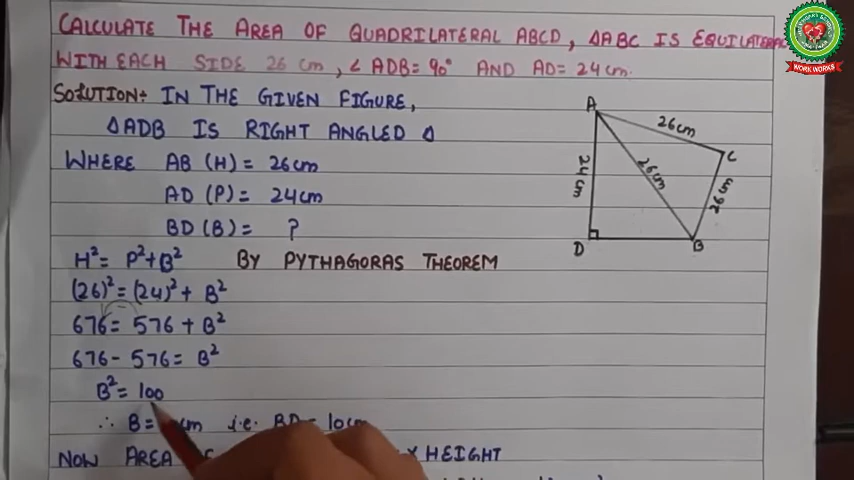 CALCULATE THE AREA OF QUADRILATERAL ABCD, ΔABC IS EQUILATERAL
WITH EACH SIDE 26 cm, ∠ADB = 90° AND AD = 24 cm.
SOLUTION:- IN THE GIVEN FIGURE,
ΔADB IS RIGHT ANGLED Δ
WHERE AB (H) = 26cm
AD (P) = 24cm
BD (B) = ?
H² = P²+B² BY PYTHAGORAS THEOREM
(26)² = (24)² + B²
676 = 576 + B²
676 - 576 = B²
B² = 100
∴ B = cm i.e. BD = 10cm
NOW AREA × HEIGHT
A
26cm
C
24cm
26cm
26cm
D
B
WORK WORKS